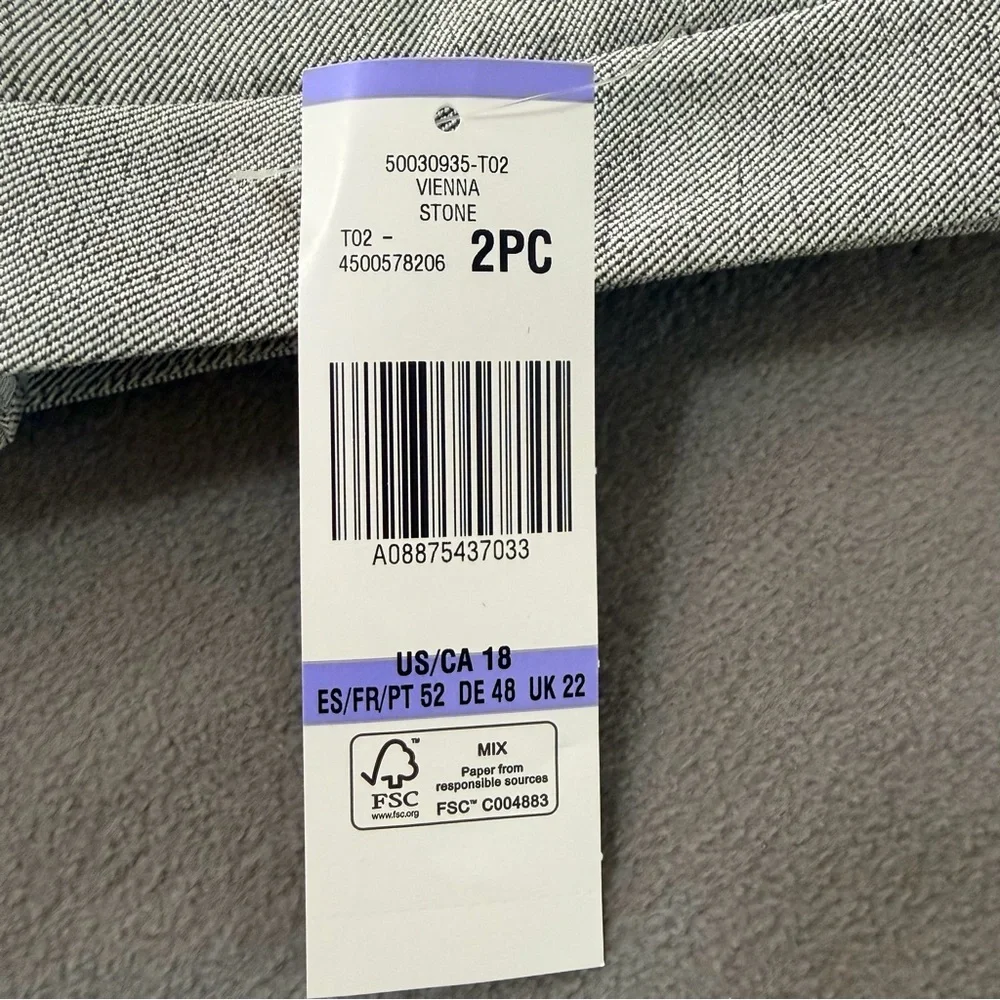 50030935-T02
VIENNA
STONE
T02 -
4500578206 2PC
A08875437033
US/CA 18
ES/FR/PT 52 DE 48 UK 22
FSC
www.fsc.org
MIX
Paper from
responsible sources
FSC™ C004883